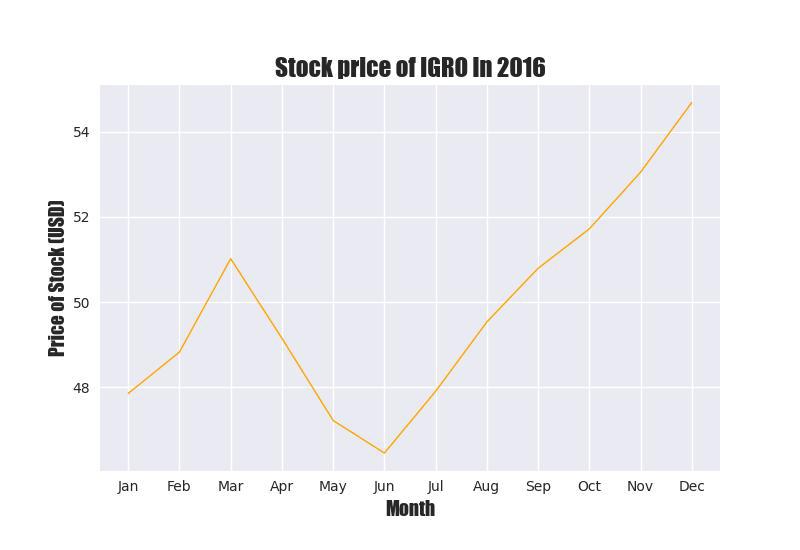 Stock price of IGRO in 2016
54
52
50
48
Price of Stock (USD)
Jan Feb Mar Apr May Jun Jul Aug Sep Oct Nov Dec
Month